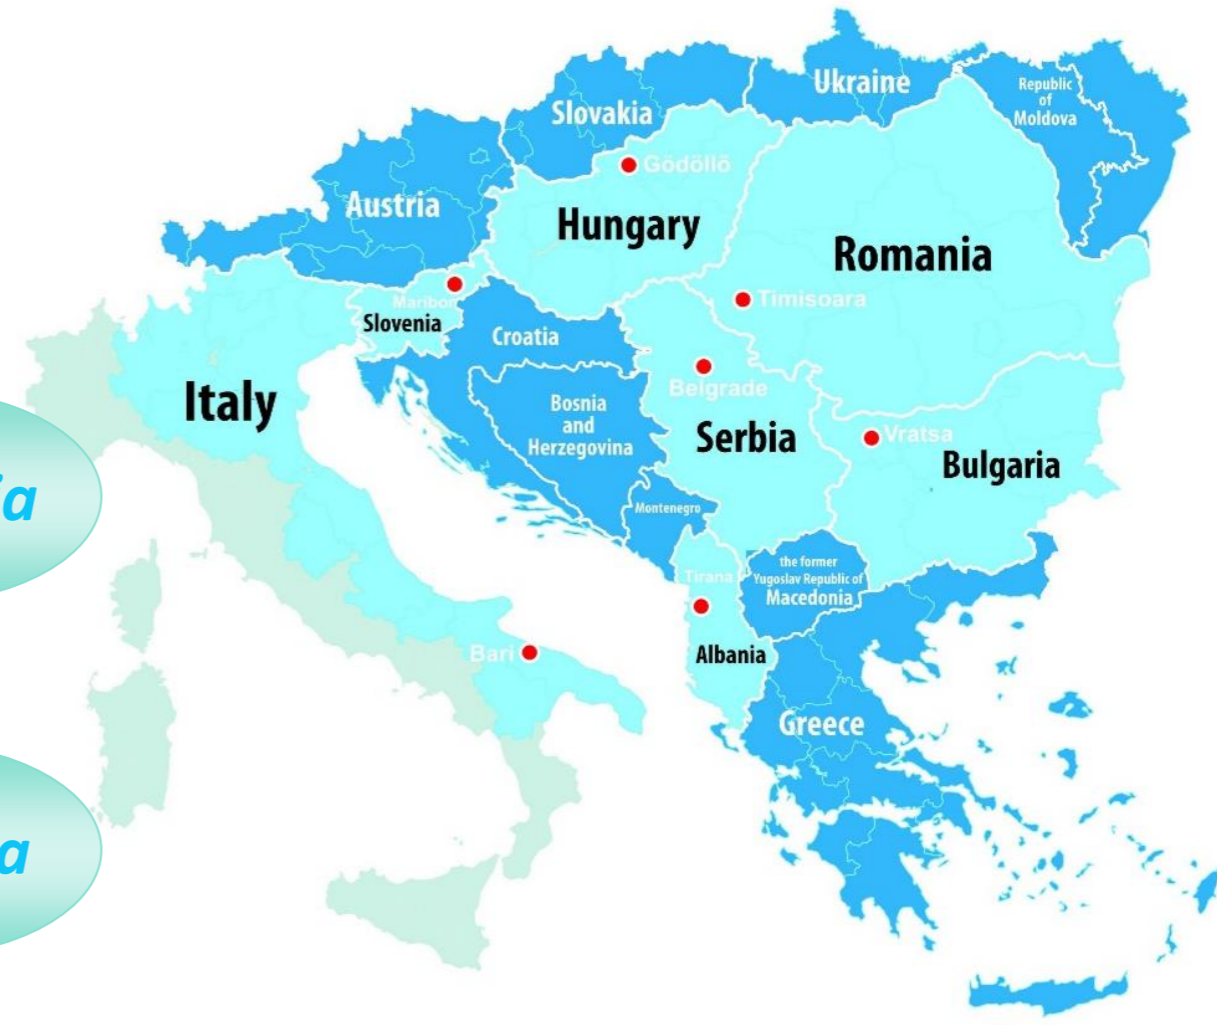 Ukraine
Republic
of
Moldova
Slovakia
Gödöllő
Austria
Hungary
Romania
Maribor
Slovenia
Timisoara
Croatia
Belgrade
Italy
Bosnia
and
Herzegovina
Serbia
Vratsa
Bulgaria
ia
Montenegro
the former
Yugoslav Republic of
Macedonia
Tirana
Bari
Albania
Greece
a